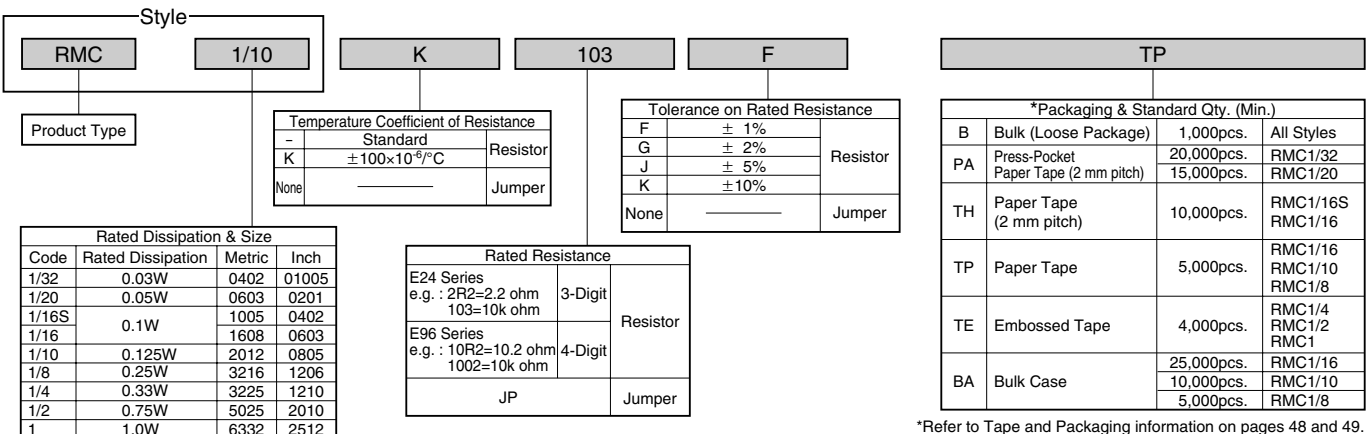 Style
RMC 1/10 K 103 F TP
Product Type
Temperature Coefficient of Resistance
– Standard Resistor
K ±100×10⁻⁶/°C
None ——— Jumper
Tolerance on Rated Resistance
F ± 1% Resistor
G ± 2%
J ± 5%
K ±10%
None ——— Jumper
*Packaging & Standard Qty. (Min.)
B Bulk (Loose Package) 1,000pcs. All Styles
PA Press-Pocket Paper Tape (2 mm pitch) 20,000pcs. RMC1/32
15,000pcs. RMC1/20
TH Paper Tape (2 mm pitch) 10,000pcs. RMC1/16S
RMC1/16
TP Paper Tape 5,000pcs. RMC1/16
RMC1/10
RMC1/8
TE Embossed Tape 4,000pcs. RMC1/4
RMC1/2
RMC1
BA Bulk Case 25,000pcs. RMC1/16
10,000pcs. RMC1/10
5,000pcs. RMC1/8
*Refer to Tape and Packaging information on pages 48 and 49.
Rated Dissipation & Size
Code Rated Dissipation Metric Inch
1/32 0.03W 0402 01005
1/20 0.05W 0603 0201
1/16S 0.1W 1005 0402
1/16 1608 0603
1/10 0.125W 2012 0805
1/8 0.25W 3216 1206
1/4 0.33W 3225 1210
1/2 0.75W 5025 2010
1 1.0W 6332 2512
Rated Resistance
E24 Series
e.g. : 2R2=2.2 ohm 3-Digit
103=10k ohm
Resistor
E96 Series
e.g. : 10R2=10.2 ohm 4-Digit
1002=10k ohm
JP Jumper